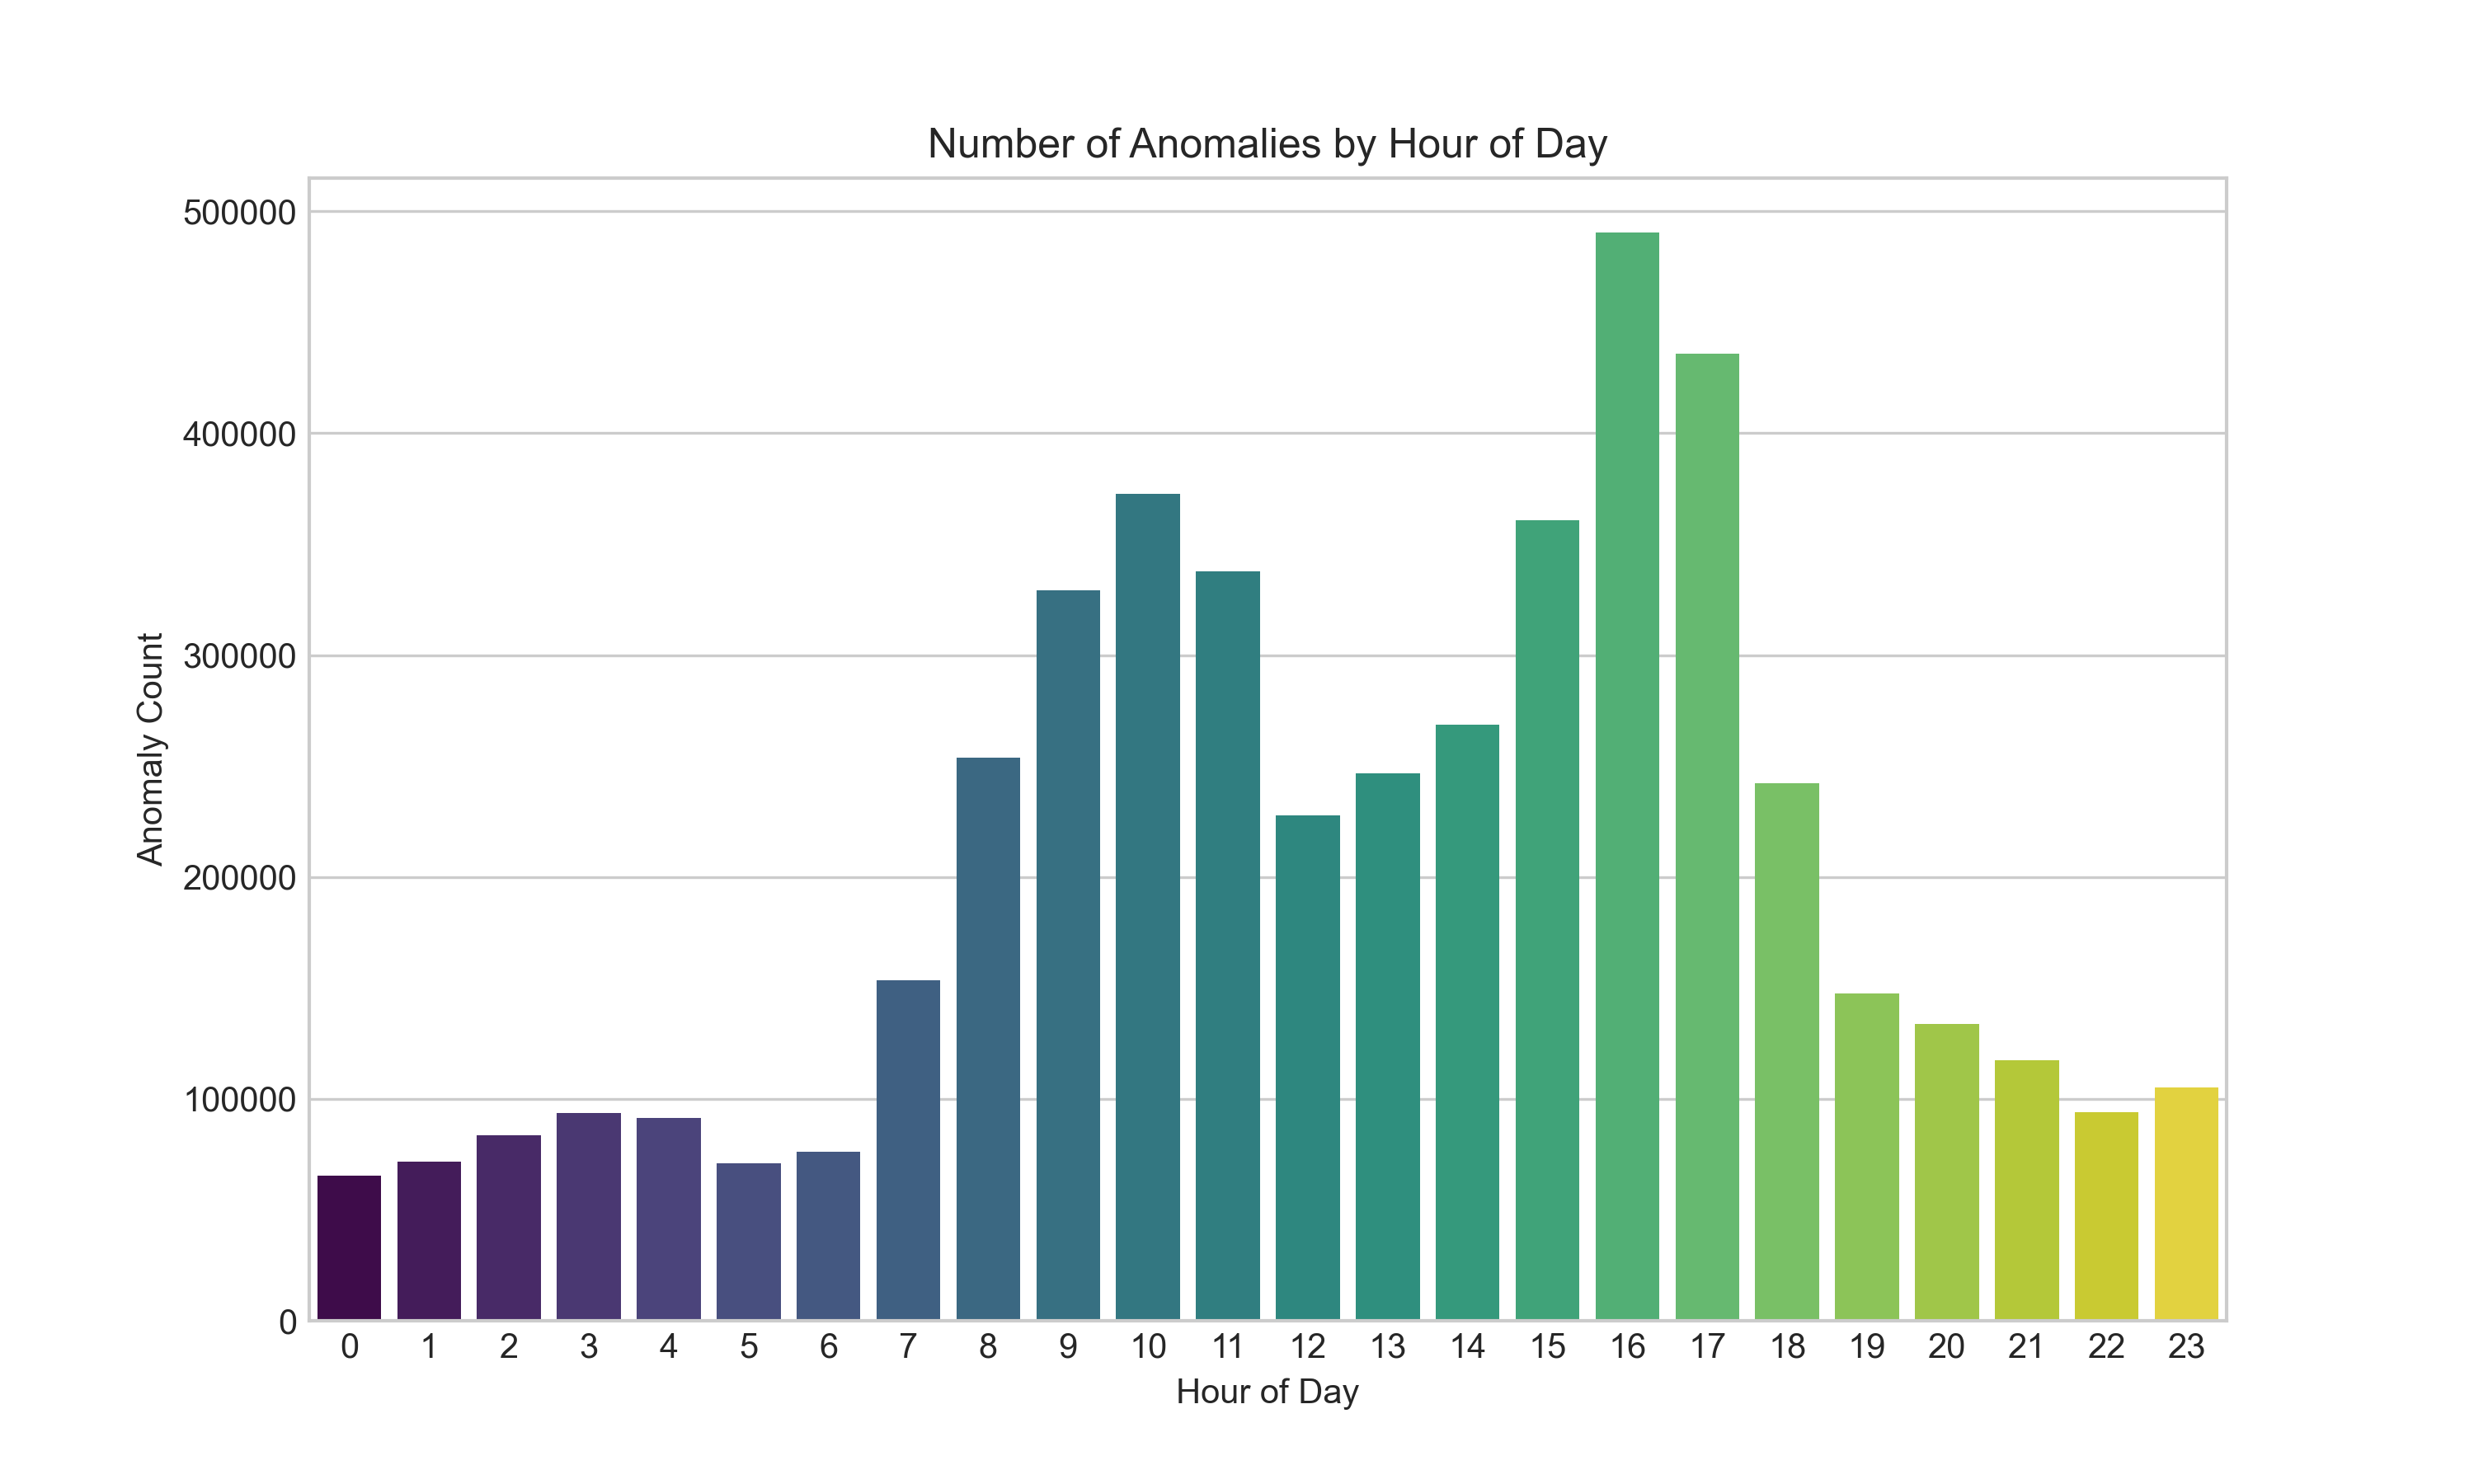 Number of Anomalies by Hour of Day
500000
400000
300000
200000
100000
0
Anomaly Count
0 1 2 3 4 5 6 7 8 9 10 11 12 13 14 15 16 17 18 19 20 21 22 23
Hour of Day